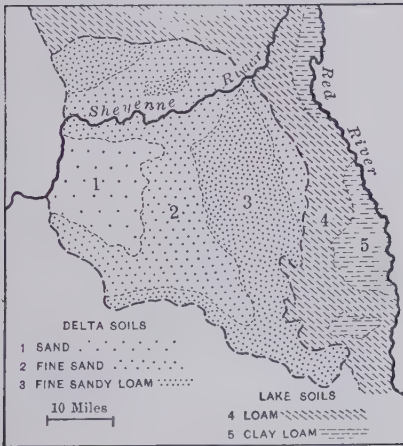 Sheyenne River
Red River
1
2
3
4
5
DELTA SOILS
1 SAND
2 FINE SAND
3 FINE SANDY LOAM
10 Miles
LAKE SOILS
4 LOAM
5 CLAY LOAM